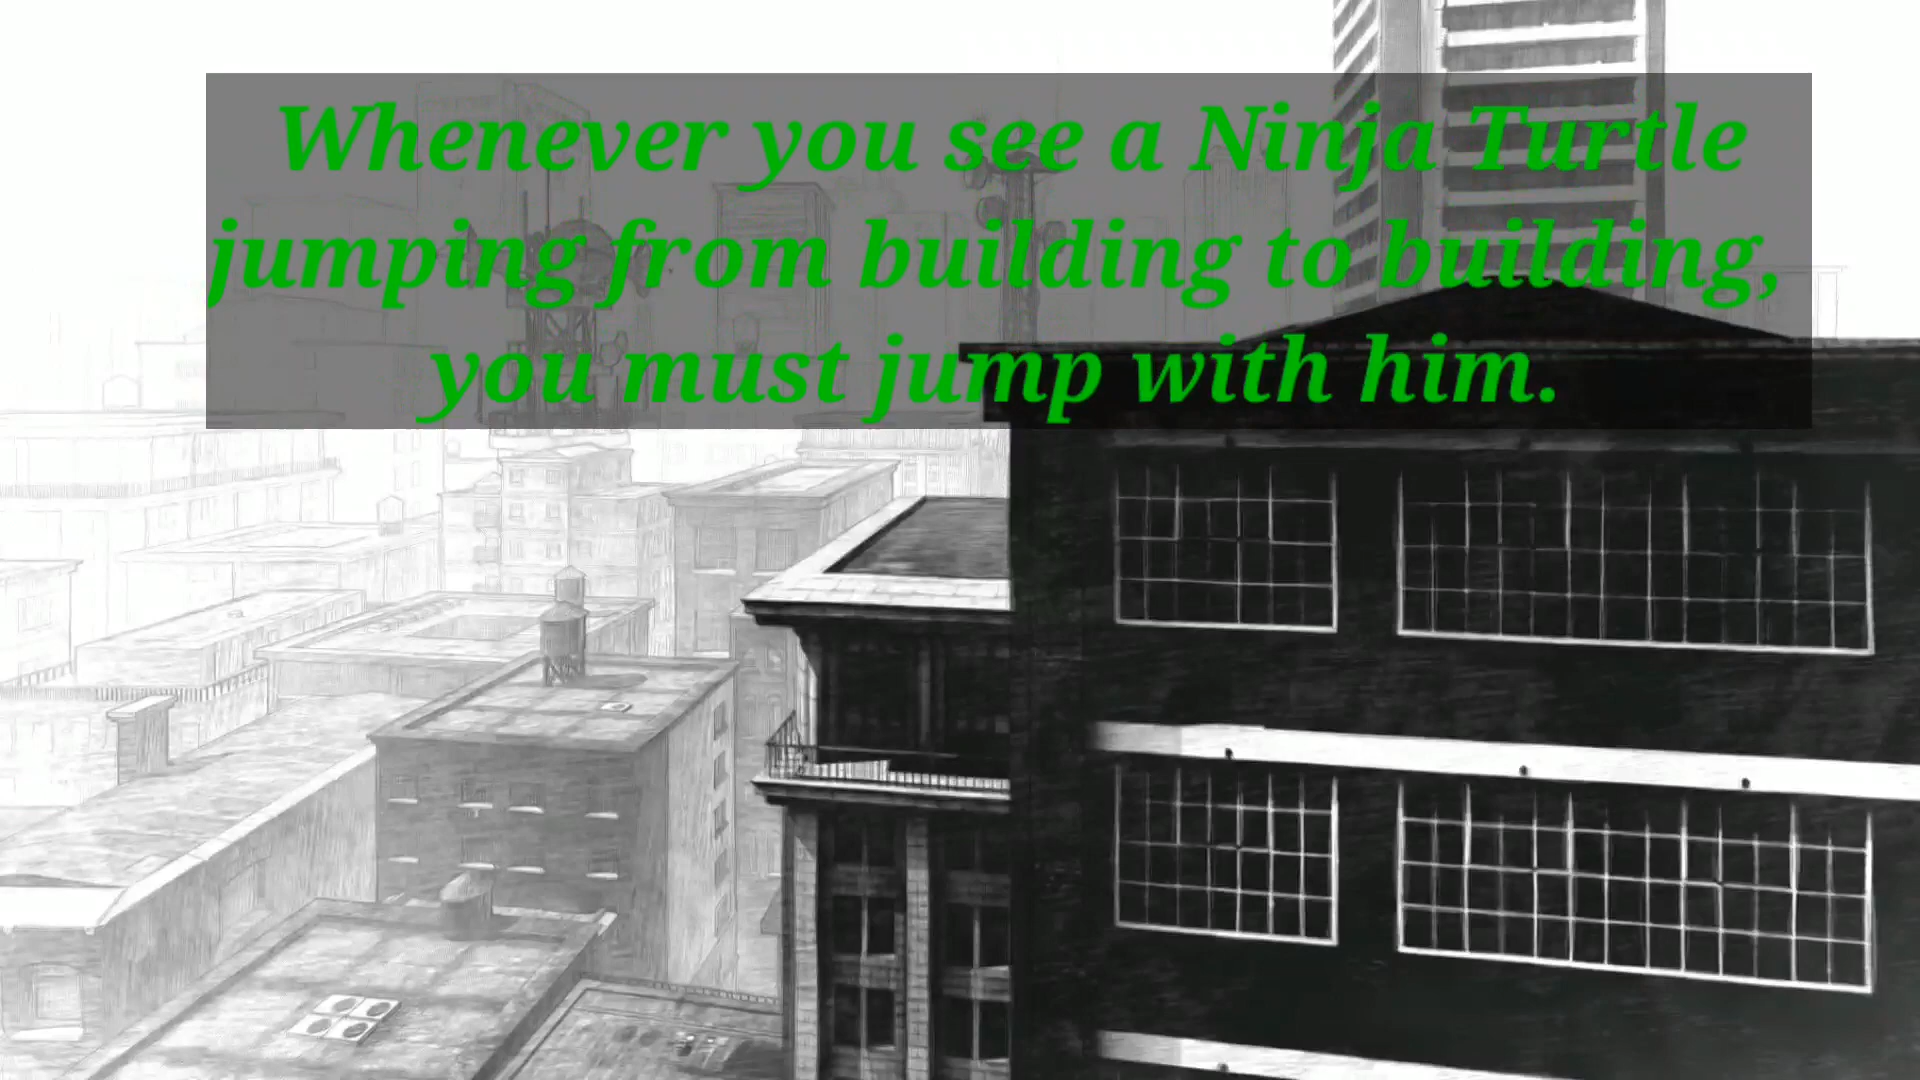 Whenever you see a Ninja Turtle
jumping from building to building,
you must jump with him.